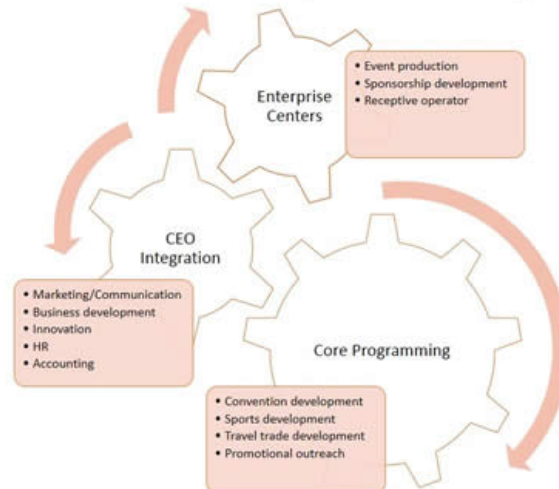 Enterprise
Centers
• Event production
• Sponsorship development
• Receptive operator
CEO
Integration
• Marketing/Communication
• Business development
• Innovation
• HR
• Accounting
Core Programming
• Convention development
• Sports development
• Travel trade development
• Promotional outreach